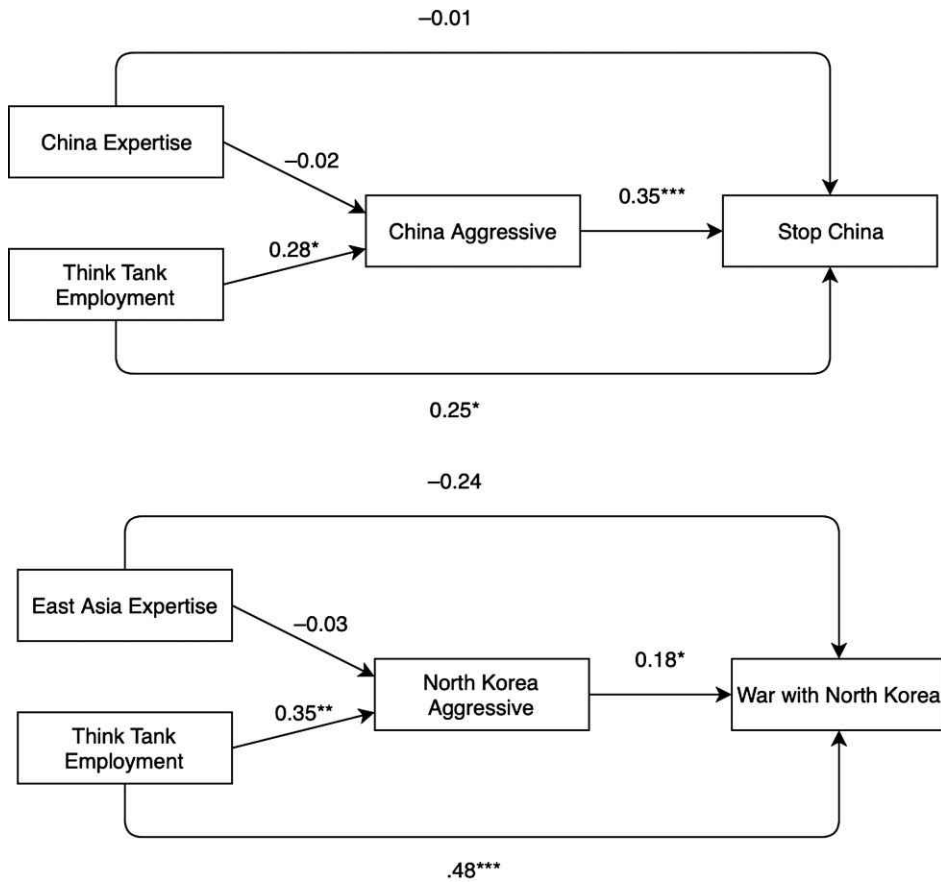 –0.01
China Expertise
–0.02
0.35***
China Aggressive
Stop China
0.28*
Think Tank
Employment
0.25*
–0.24
East Asia Expertise
–0.03
0.18*
North Korea
Aggressive
War with North Korea
0.35**
Think Tank
Employment
.48***